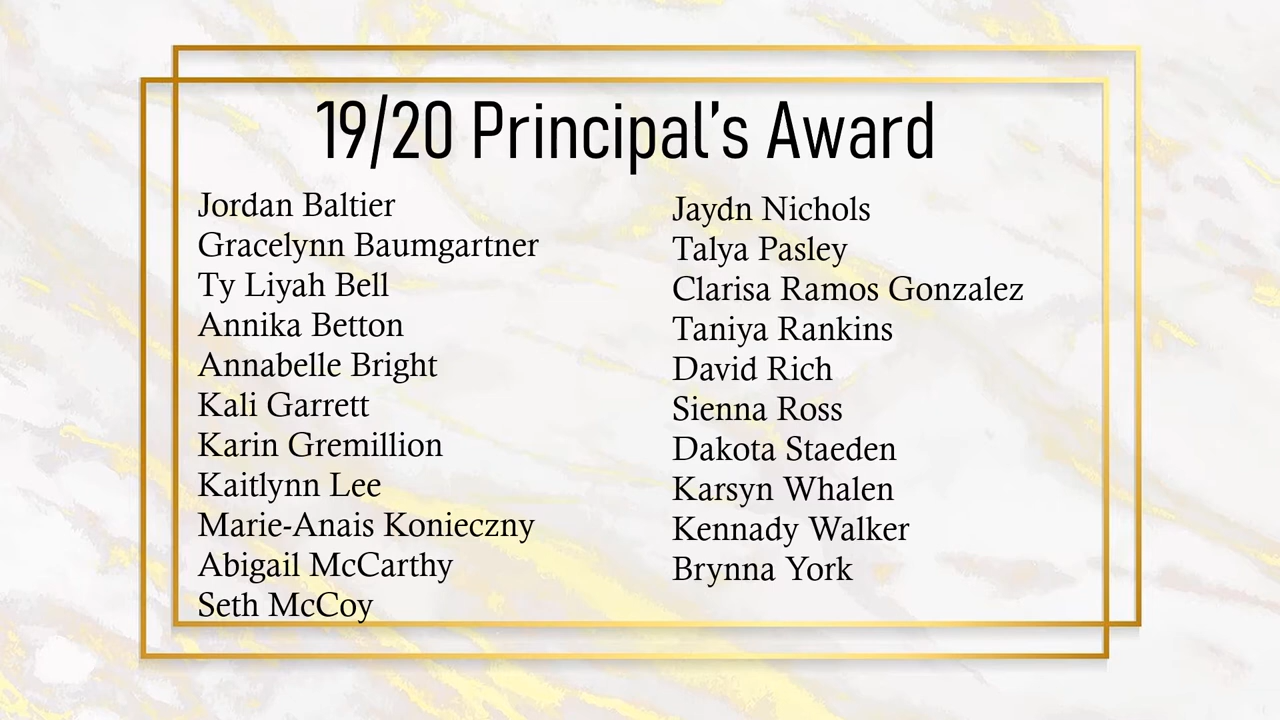 19/20 Principal’s Award
Jordan Baltier
Gracelynn Baumgartner
Ty Liyah Bell
Annika Betton
Annabelle Bright
Kali Garrett
Karin Gremillion
Kaitlynn Lee
Marie-Anais Konieczny
Abigail McCarthy
Seth McCoy
Jaydn Nichols
Talya Pasley
Clarisa Ramos Gonzalez
Taniya Rankins
David Rich
Sienna Ross
Dakota Staeden
Karsyn Whalen
Kennady Walker
Brynna York